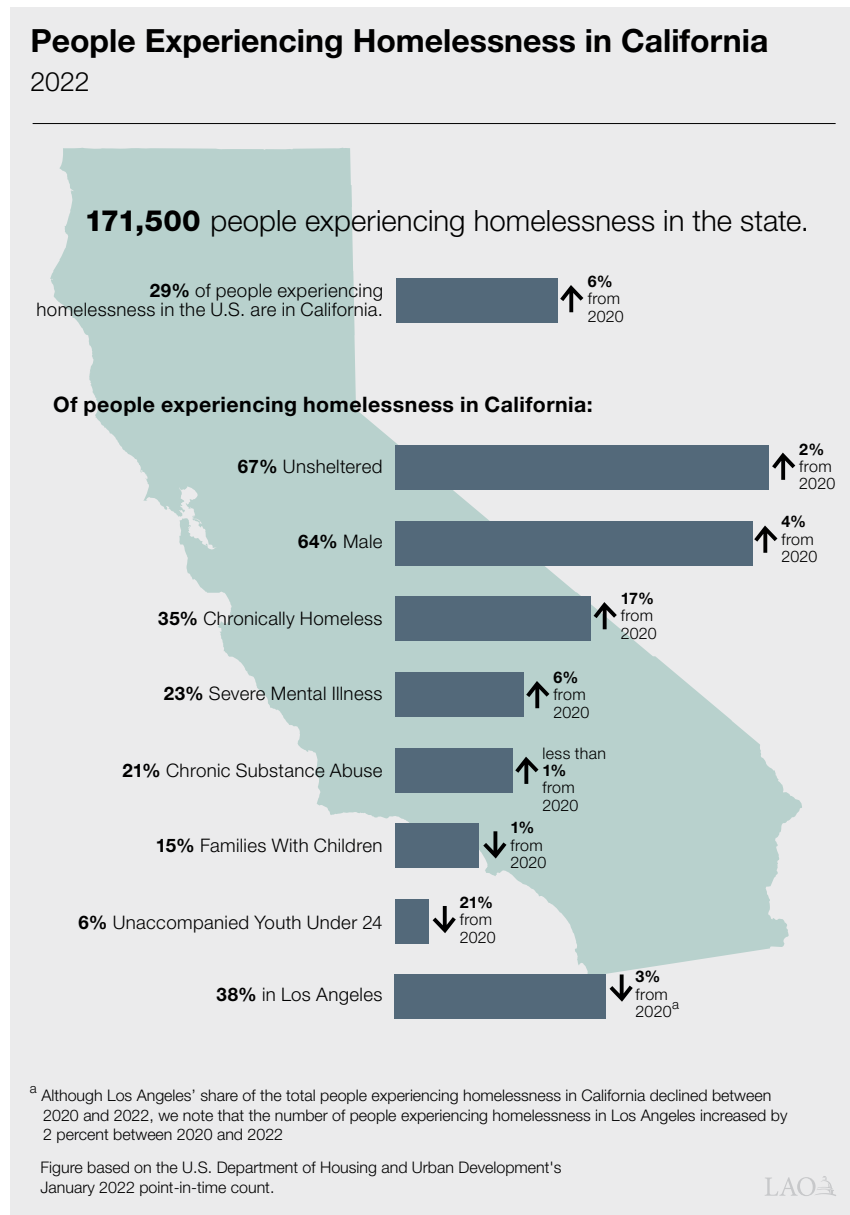 People Experiencing Homelessness in California
2022
171,500 people experiencing homelessness in the state.
29% of people experiencing
homelessness in the U.S. are in California.
6%
from
2020
Of people experiencing homelessness in California:
67% Unsheltered
2%
from
2020
64% Male
4%
from
2020
35% Chronically Homeless
17%
from
2020
23% Severe Mental Illness
6%
from
2020
21% Chronic Substance Abuse
less than
1%
from
2020
15% Families With Children
1%
from
2020
6% Unaccompanied Youth Under 24
21%
from
2020
38% in Los Angeles
3%
from
2020a
a Although Los Angeles' share of the total people experiencing homelessness in California declined between
2020 and 2022, we note that the number of people experiencing homelessness in Los Angeles increased by
2 percent between 2020 and 2022
Figure based on the U.S. Department of Housing and Urban Development's
January 2022 point-in-time count.
LAO